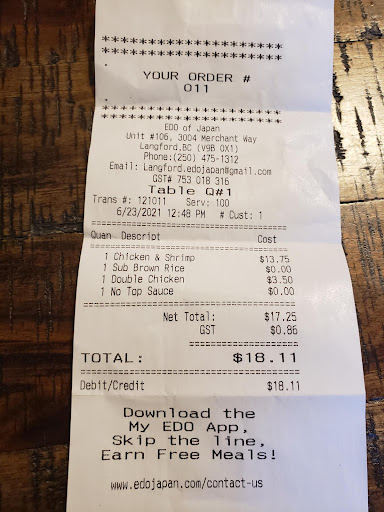 *************************
*************************
YOUR ORDER #
011
*************************
*************************
EDO of Japan
Unit #106, 3004 Merchant Way
Langford,BC (V9B 0X1)
Phone:(250) 475-1312
Email: Langford.edojapan@gmail.com
GST# 753 018 316
Table Q#1
Trans #: 121011 Serv: 100
6/23/2021 12:48 PM # Cust: 1
Quan Descript Cost
1 Chicken & Shrimp $13.75
1 Sub Brown Rice $0.00
1 Double Chicken $3.50
1 No Top Sauce $0.00
Net Total: $17.25
GST $0.86
TOTAL: $18.11
Debit/Credit $18.11
Download the
My EDO App,
Skip the line,
Earn Free Meals!
www.edojapan.com/contact-us